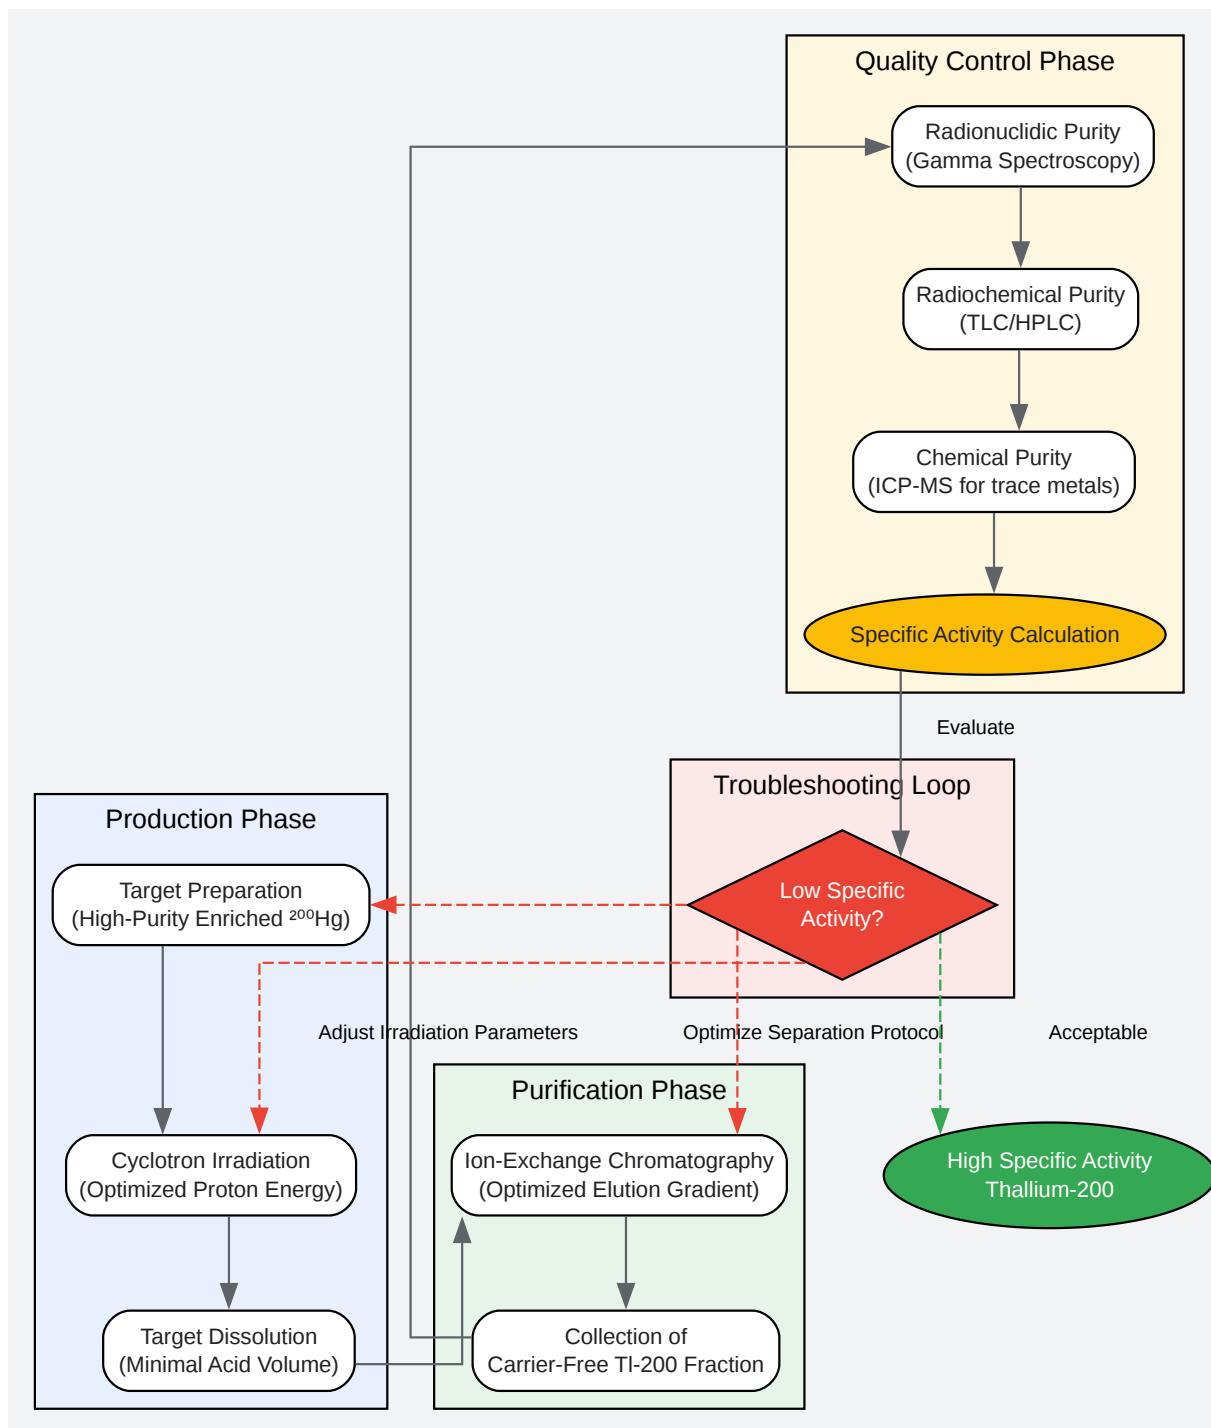 Quality Control Phase
Radionuclidic Purity
(Gamma Spectroscopy)
Radiochemical Purity
(TLC/HPLC)
Chemical Purity
(ICP-MS for trace metals)
Specific Activity Calculation
Evaluate
Troubleshooting Loop
Low Specific
Activity?
Production Phase
Target Preparation
(High-Purity Enriched ²⁰⁰Hg)
Adjust Irradiation Parameters
Optimize Separation Protocol
Acceptable
Cyclotron Irradiation
(Optimized Proton Energy)
Target Dissolution
(Minimal Acid Volume)
Purification Phase
Ion-Exchange Chromatography
(Optimized Elution Gradient)
Collection of
Carrier-Free Tl-200 Fraction
High Specific Activity
Thallium-200